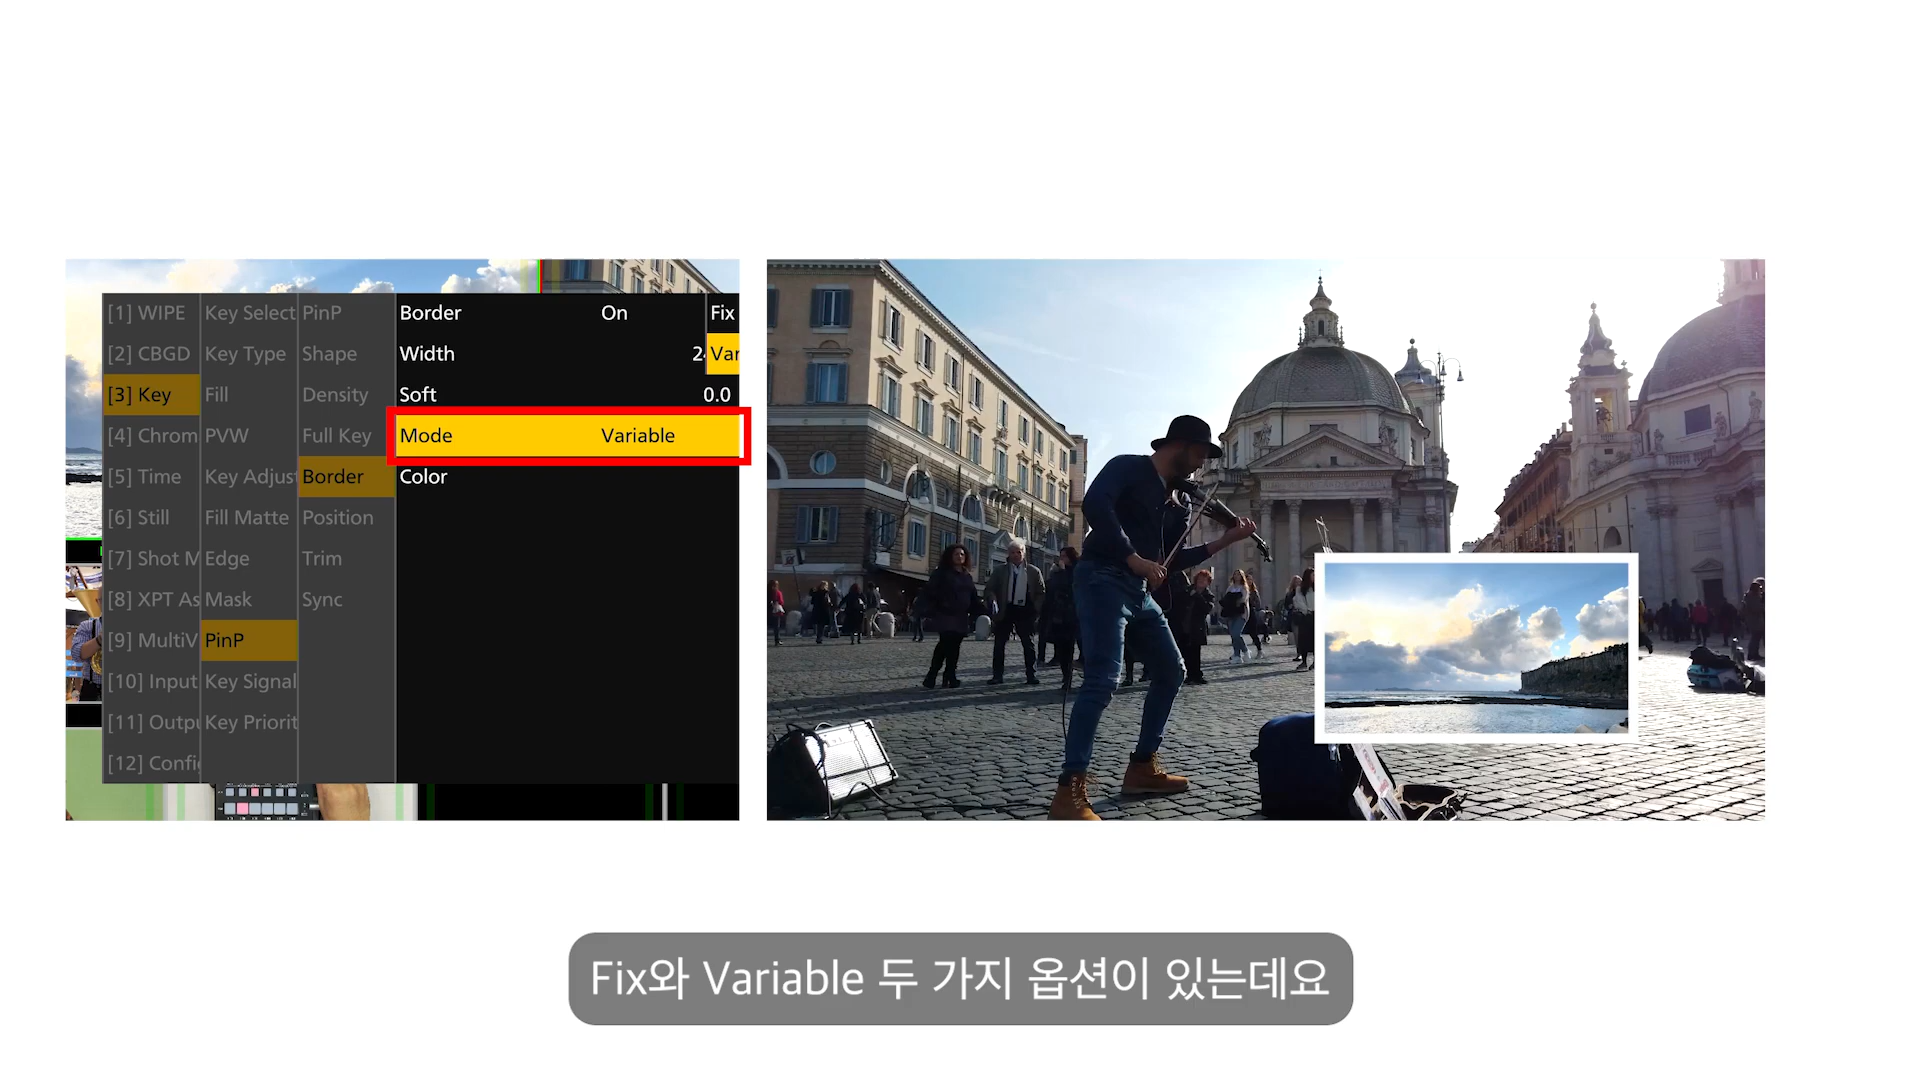 [1] WIPE
[2] CBGD
[3] Key
[4] Chrom
[5] Time
[6] Still
[7] Shot M
[8] XPT As
[9] MultiV
[10] Input
[11] Outpu
[12] Confi
Key Select
Key Type
Fill
PVW
Key Adjust
Fill Matte
Edge
Mask
PinP
Key Signal
Key Priorit
PinP
Shape
Density
Full Key
Border
Position
Trim
Sync
Border On
Width 2
Soft 0.0
Mode Variable
Color
Fix
Var
Fix와 Variable 두 가지 옵션이 있는데요